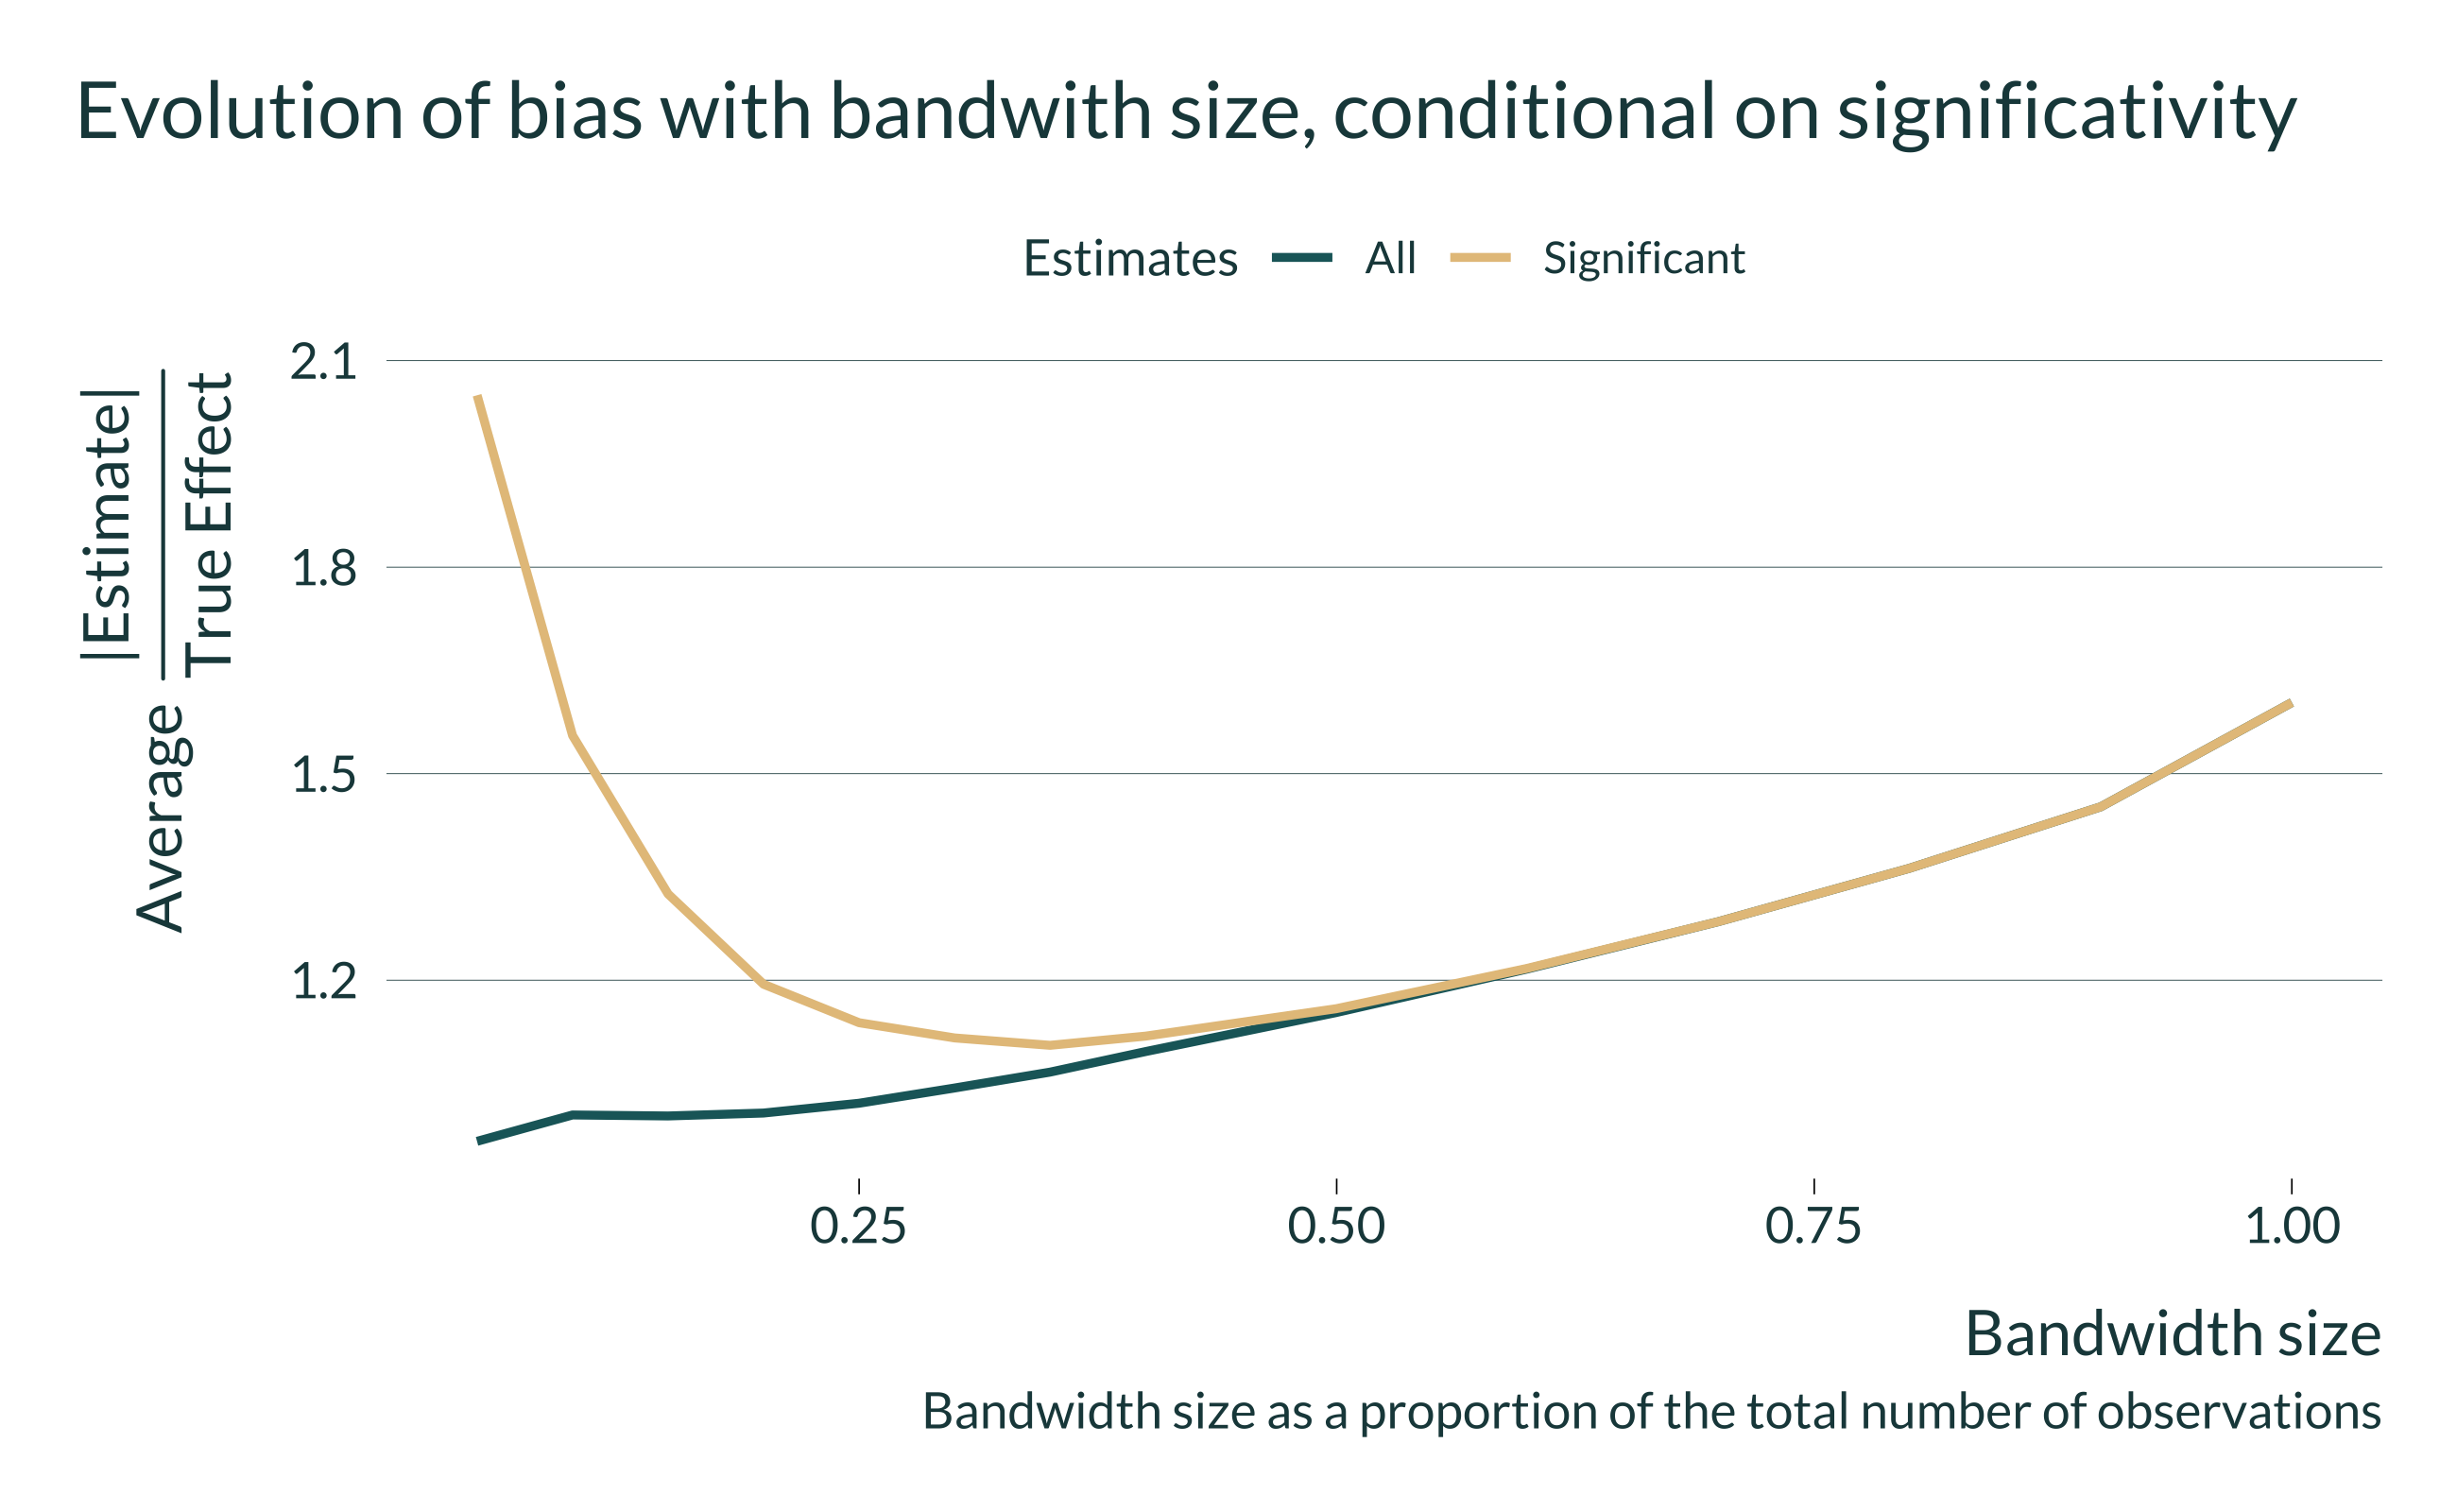 Evolution of bias with bandwith size, conditional on significativity
Estimates All Significant
Average |Estimate| / True Effect
2.1
1.8
1.5
1.2
0.25 0.50 0.75 1.00
Bandwidth size
Bandwidth size as a proportion of the total number of observations